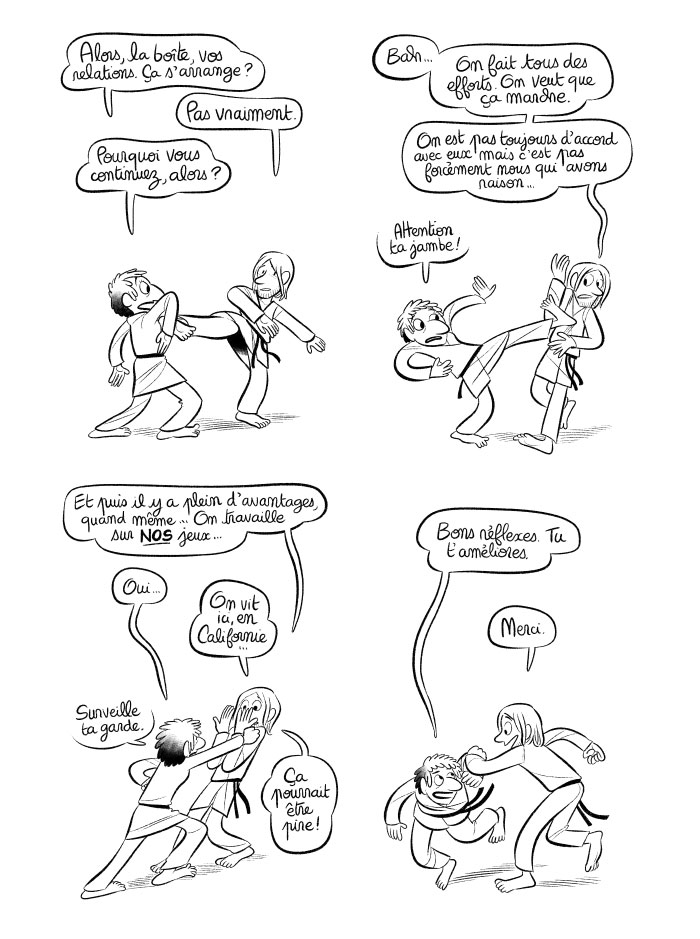 Alors, la boîte, vos
relations. Ça s'arrange ?
Pas vraiment.
Pourquoi vous
continuez, alors ?
Bah...
On fait tous des
efforts. On veut que
ça marche.
On est pas toujours d'accord
avec eux mais c'est pas
forcément nous qui avons
raison...
Attention
ta jambe !
Et puis il y a plein d'avantages,
quand même... On travaille
sur NOS jeux...
Oui...
On vit
ici, en
Californie
...
Surveille
ta garde.
Ça
pourrait
être
pire !
Bons réflexes. Tu
t'améliores.
Merci.